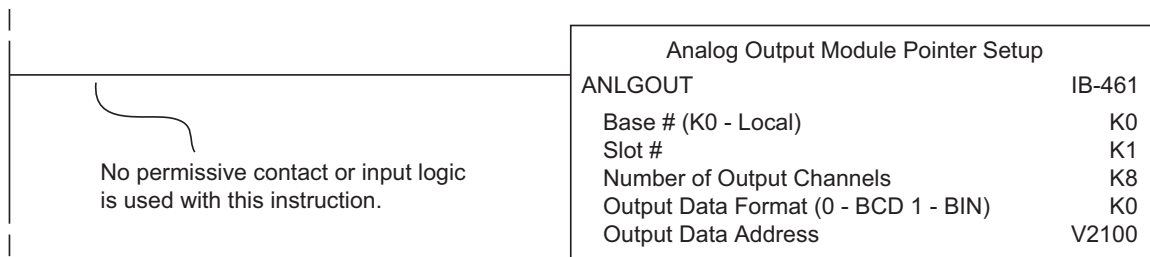 Analog Output Module Pointer Setup
ANLGOUT IB-461
Base # (K0 - Local) K0
Slot # K1
Number of Output Channels K8
Output Data Format (0 - BCD 1 - BIN) K0
Output Data Address V2100
No permissive contact or input logic
is used with this instruction.